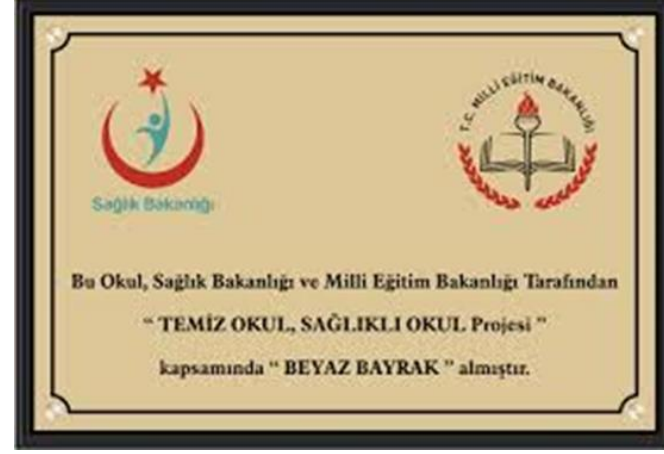 Sağlık Bakanlığı
T.C. MİLLİ EĞİTİM BAKANLIĞI
Bu Okul, Sağlık Bakanlığı ve Milli Eğitim Bakanlığı Tarafından
“ TEMİZ OKUL, SAĞLIKLI OKUL Projesi ”
kapsamında “ BEYAZ BAYRAK ” almıştır.